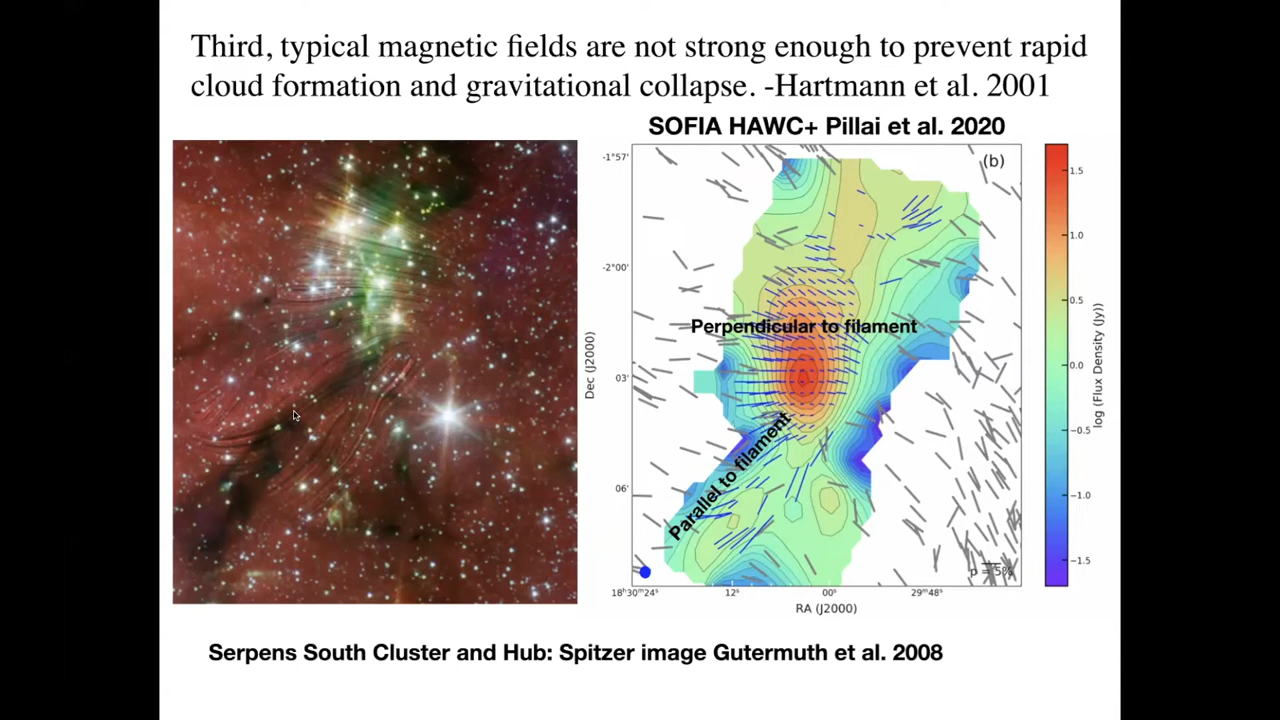 Third, typical magnetic fields are not strong enough to prevent rapid
cloud formation and gravitational collapse. -Hartmann et al. 2001
SOFIA HAWC+ Pillai et al. 2020
(b)
-1°57'
-2°00'
03'
06'
Dec (J2000)
Perpendicular to filament
Parallel to filament
p = 5%
18ʰ30ᵐ24ˢ 12ˢ 00ˢ 29ᵐ48ˢ
RA (J2000)
1.5
1.0
0.5
0.0
−0.5
−1.0
−1.5
log (Flux Density (Jy))
Serpens South Cluster and Hub: Spitzer image Gutermuth et al. 2008